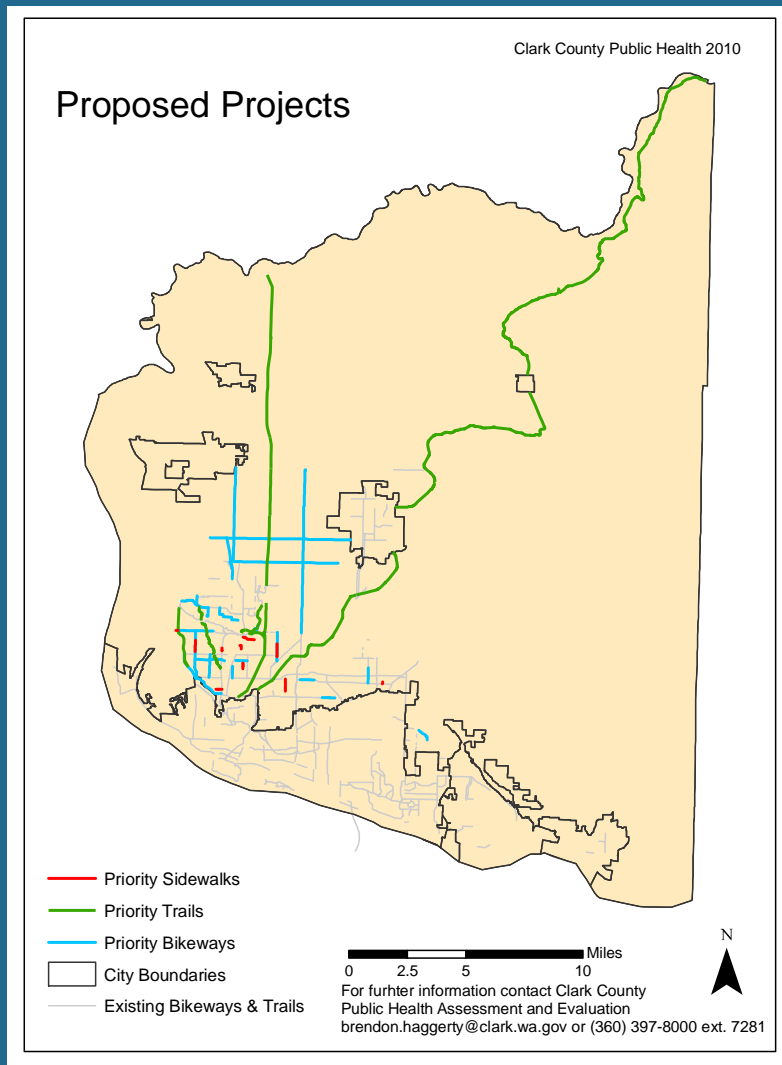 Clark County Public Health 2010
Proposed Projects
Priority Sidewalks
Priority Trails
Priority Bikeways
City Boundaries
Existing Bikeways & Trails
Miles
0 2.5 5 10
N
For furhter information contact Clark County
Public Health Assessment and Evaluation
brendon.haggerty@clark.wa.gov or (360) 397-8000 ext. 7281